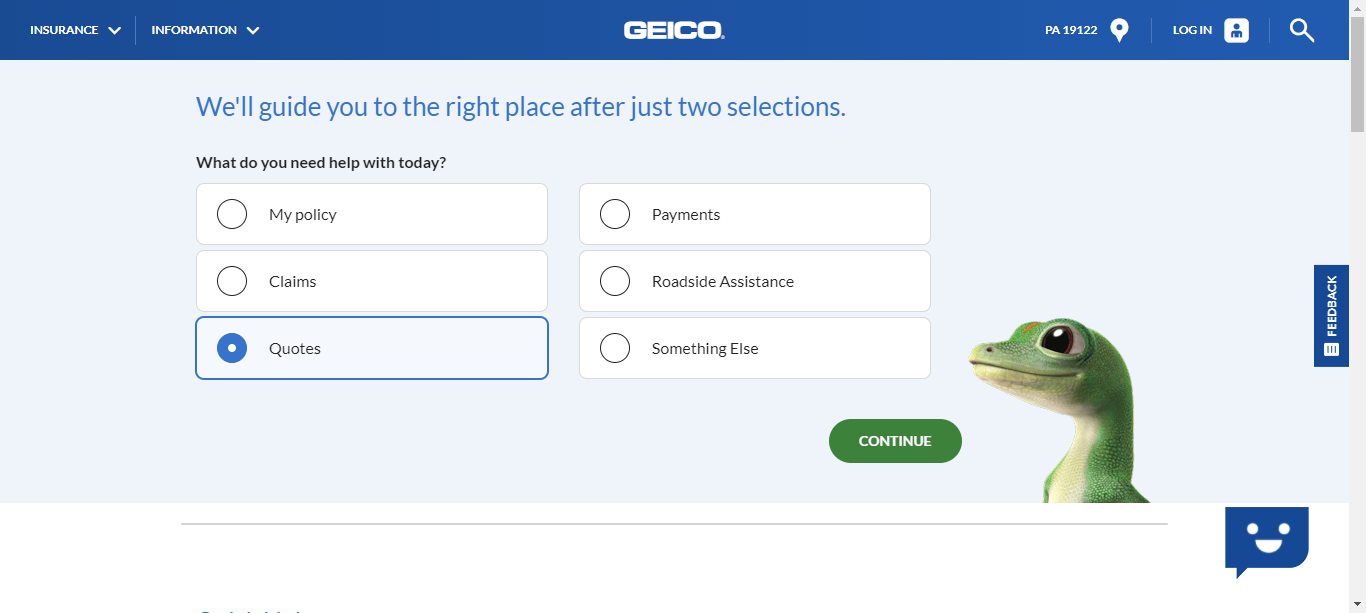 INSURANCE
INFORMATION
GEICO
PA 19122
LOG IN
We'll guide you to the right place after just two selections.
What do you need help with today?
My policy
Payments
Claims
Roadside Assistance
Quotes
Something Else
FEEDBACK
CONTINUE